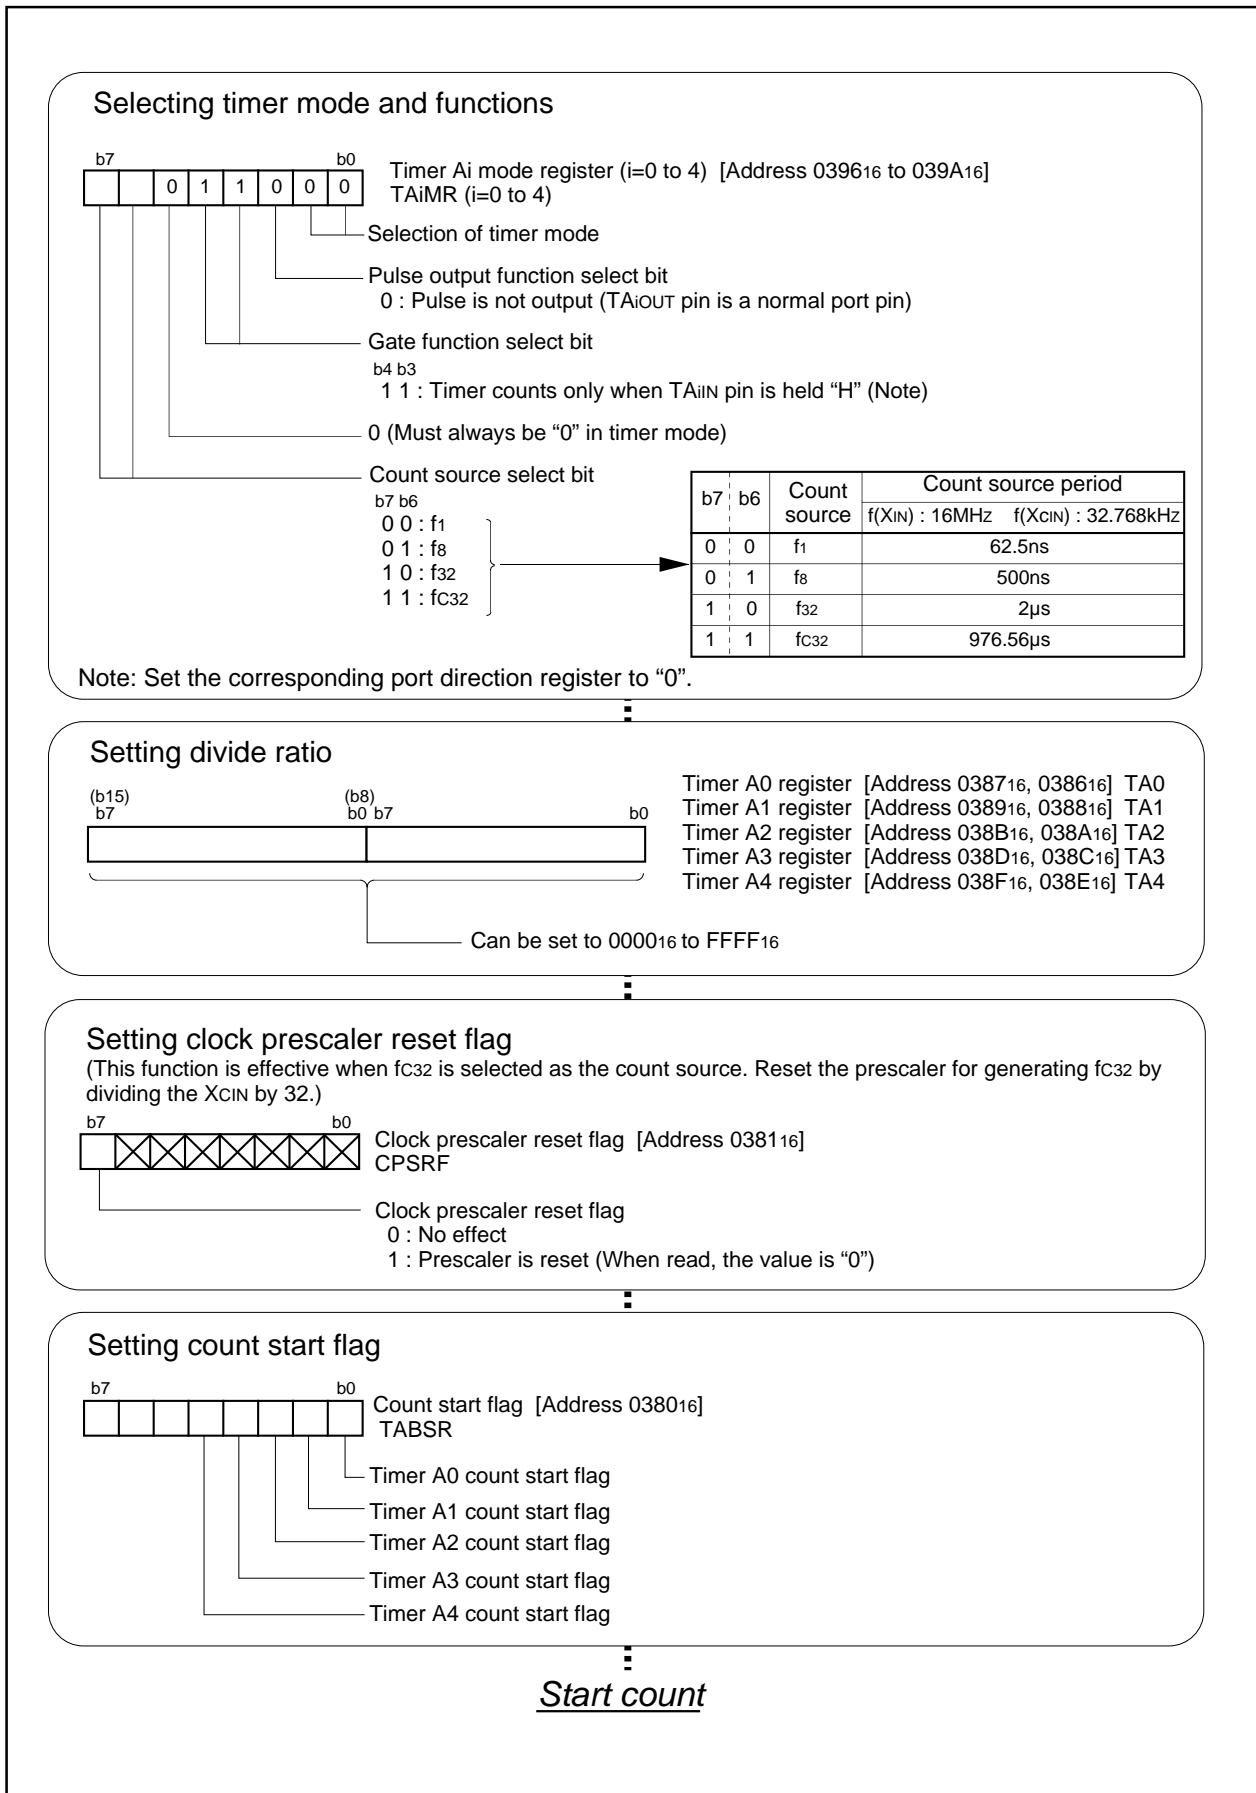 Selecting timer mode and functions
b7 b0
0 1 1 0 0 0
Timer Ai mode register (i=0 to 4) [Address 039616 to 039A16]
TAiMR (i=0 to 4)
Selection of timer mode
Pulse output function select bit
0 : Pulse is not output (TAiOUT pin is a normal port pin)
Gate function select bit
b4 b3
1 1 : Timer counts only when TAiIN pin is held “H” (Note)
0 (Must always be “0” in timer mode)
Count source select bit
b7 b6
0 0 : f1
0 1 : f8
1 0 : f32
1 1 : fC32
b7 b6 Count source Count source period
f(XIN) : 16MHz f(XCIN) : 32.768kHz
0 0 f1 62.5ns
0 1 f8 500ns
1 0 f32 2µs
1 1 fC32 976.56µs
Note: Set the corresponding port direction register to “0”.
Setting divide ratio
(b15) (b8)
b7 b0 b7 b0
Timer A0 register [Address 038716, 038616] TA0
Timer A1 register [Address 038916, 038816] TA1
Timer A2 register [Address 038B16, 038A16] TA2
Timer A3 register [Address 038D16, 038C16] TA3
Timer A4 register [Address 038F16, 038E16] TA4
Can be set to 000016 to FFFF16
Setting clock prescaler reset flag
(This function is effective when fC32 is selected as the count source. Reset the prescaler for generating fC32 by
dividing the XCIN by 32.)
b7 b0
Clock prescaler reset flag [Address 038116]
CPSRF
Clock prescaler reset flag
0 : No effect
1 : Prescaler is reset (When read, the value is “0”)
Setting count start flag
b7 b0
Count start flag [Address 038016]
TABSR
Timer A0 count start flag
Timer A1 count start flag
Timer A2 count start flag
Timer A3 count start flag
Timer A4 count start flag
Start count